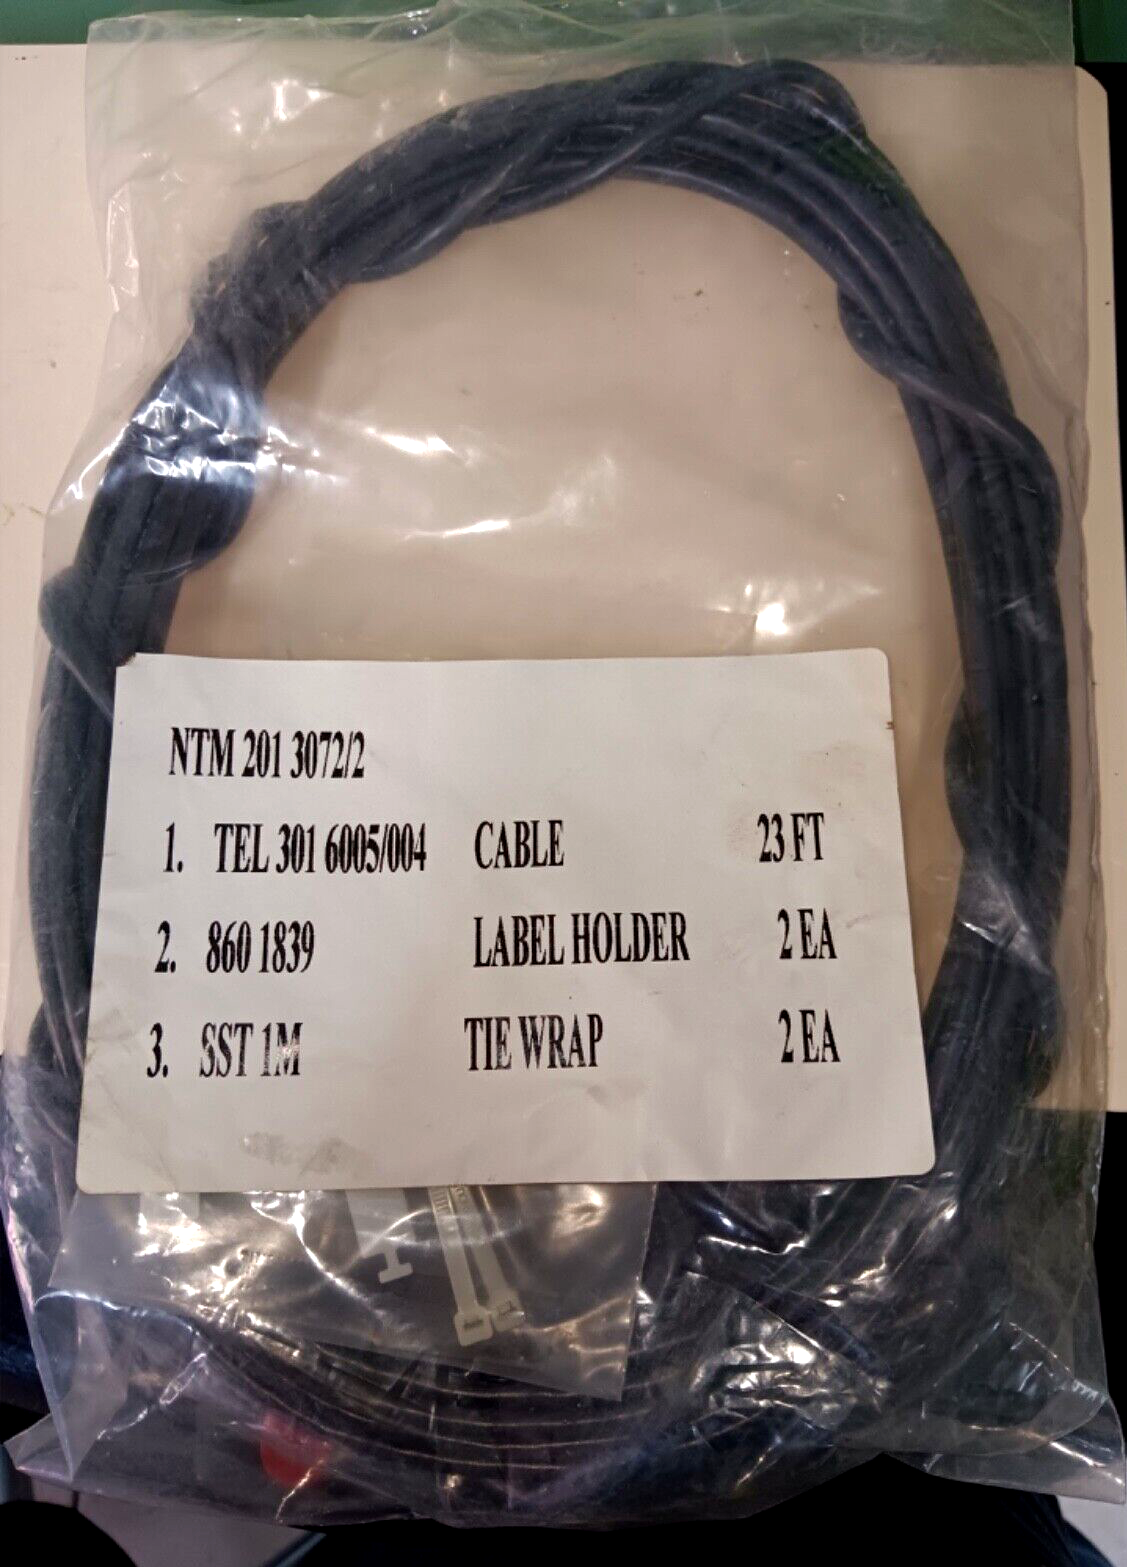 NTM 201 3072/2
1. TEL 301 6005/004 CABLE 23 FT
2. 860 1839 LABEL HOLDER 2 EA
3. SST 1M TIE WRAP 2 EA